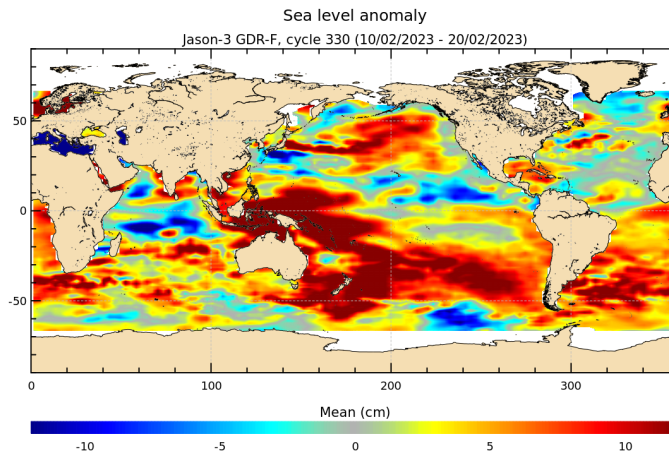 Sea level anomaly
Jason-3 GDR-F, cycle 330 (10/02/2023 - 20/02/2023)
50
0
-50
0 100 200 300
Mean (cm)
-10 -5 0 5 10